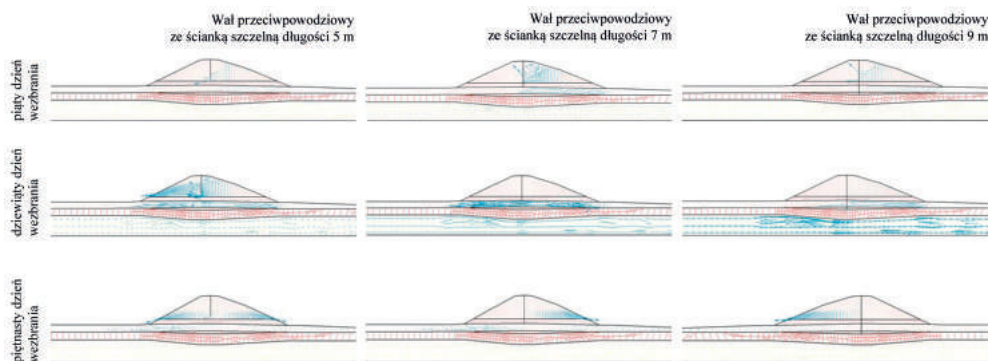 Wał przeciwpowodziowy
ze ścianką szczelną długości 5 m
Wał przeciwpowodziowy
ze ścianką szczelną długości 7 m
Wał przeciwpowodziowy
ze ścianką szczelną długości 9 m
piąty dzień
wezbrania
dziewiąty dzień
wezbrania
piętnasty dzień
wezbrania